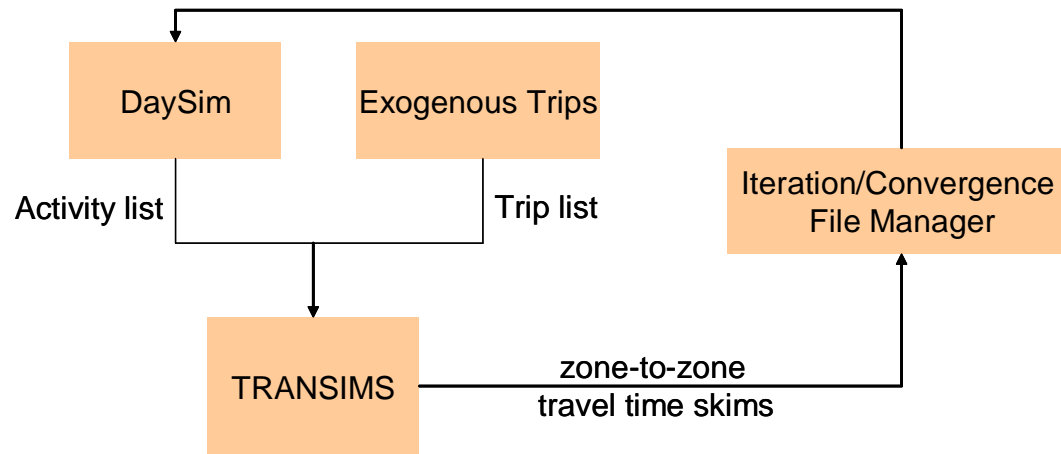 DaySim
Exogenous Trips
Iteration/Convergence
File Manager
Activity list
Trip list
TRANSIMS
zone-to-zone
travel time skims